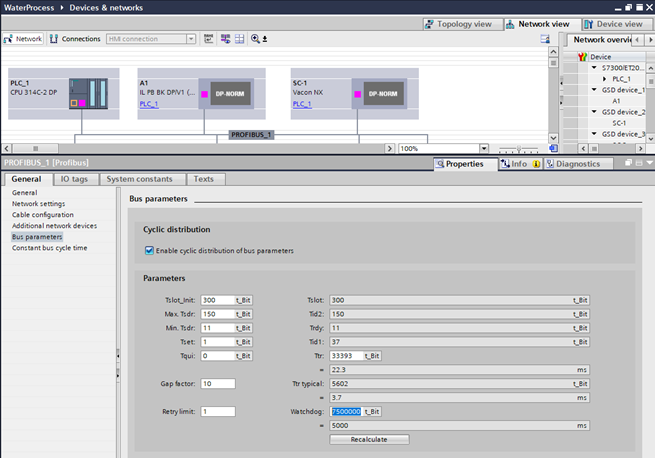 WaterProcess ▸ Devices & networks
Topology view Network view Device view
Network Connections HMI connection
Network overvi
Device
PLC_1
CPU 314C-2 DP
A1
IL PB BK DP/V1 (...
PLC_1
DP-NORM
SC-1
Vacon NX
PLC_1
DP-NORM
PROFIBUS_1
S7300/ET20...
PLC_1
GSD device_1
A1
GSD device_2
SC-1
GSD device_3
100%
PROFIBUS_1 [Profibus]
Properties Info Diagnostics
General IO tags System constants Texts
General
Network settings
Cable configuration
Additional network devices
Bus parameters
Constant bus cycle time
Bus parameters
Cyclic distribution
Enable cyclic distribution of bus parameters
Parameters
Tslot_Init: 300 t_Bit Tslot: 300 t_Bit
Max. Tsdr: 150 t_Bit Tid2: 150 t_Bit
Min. Tsdr: 11 t_Bit Trdy: 11 t_Bit
Tset: 1 t_Bit Tid1: 37 t_Bit
Tqui: 0 t_Bit Ttr: 33393 t_Bit
= 22.3 ms
Gap factor: 10 Ttr typical: 5602 t_Bit
= 3.7 ms
Retry limit: 1 Watchdog: 7500000 t_Bit
= 5000 ms
Recalculate